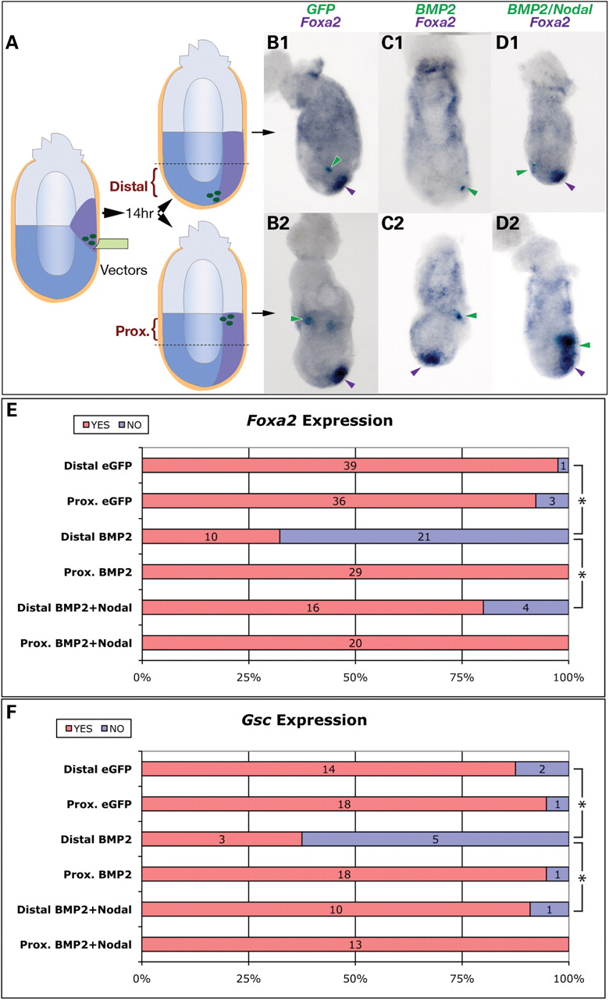 GFP
Foxa2
BMP2
Foxa2
BMP2/Nodal
Foxa2
A
B1
C1
D1
Distal
14hr
Vectors
Prox.
B2
C2
D2
E
YES NO
Foxa2 Expression
Distal eGFP 39 1
Prox. eGFP 36 3
*
Distal BMP2 10 21
Prox. BMP2 29
*
Distal BMP2+Nodal 16 4
Prox. BMP2+Nodal 20
0% 25% 50% 75% 100%
F
YES NO
Gsc Expression
Distal eGFP 14 2
Prox. eGFP 18 1
*
Distal BMP2 3 5
Prox. BMP2 18 1
*
Distal BMP2+Nodal 10 1
Prox. BMP2+Nodal 13
0% 25% 50% 75% 100%